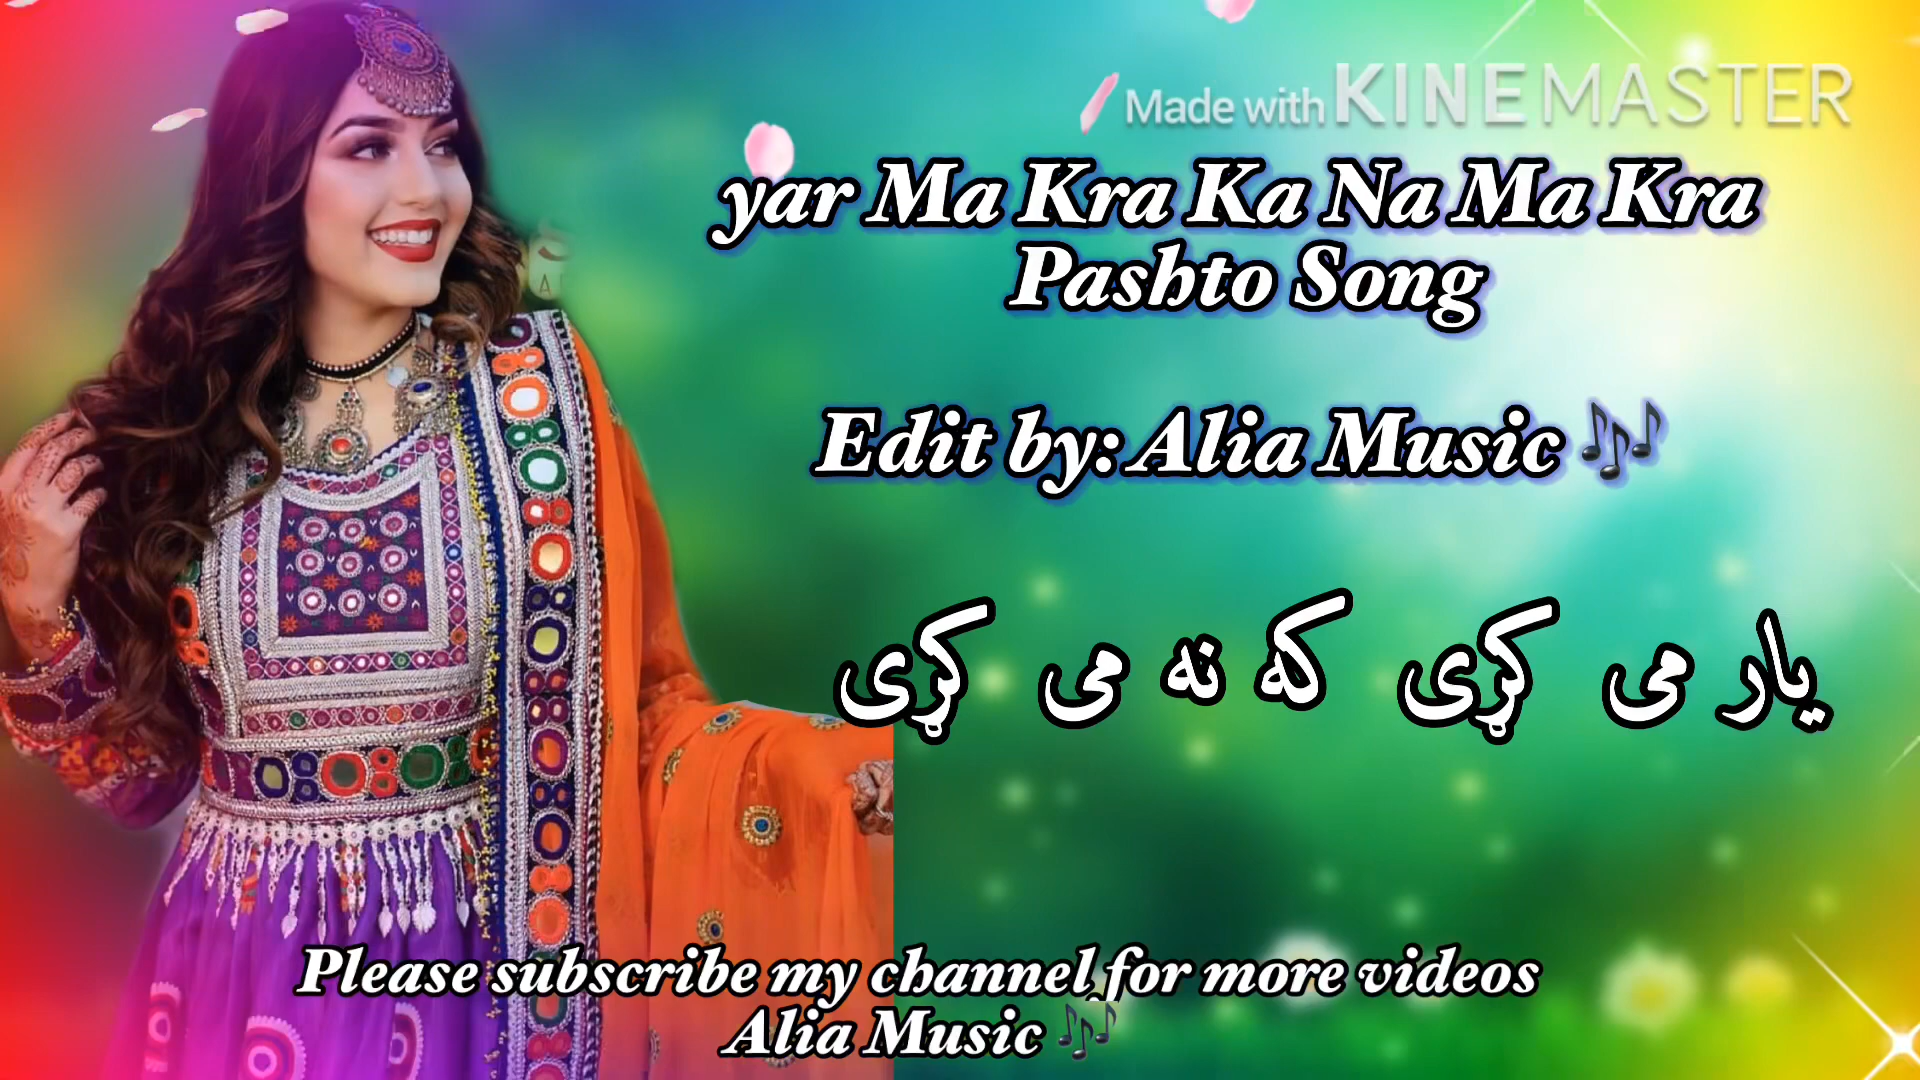 Made with KINEMASTER
yar Ma Kra Ka Na Ma Kra
Pashto Song
Edit by: Alia Music 🎶
یار می کړی که نه می کړی
Please subscribe my channel for more videos
Alia Music 🎶